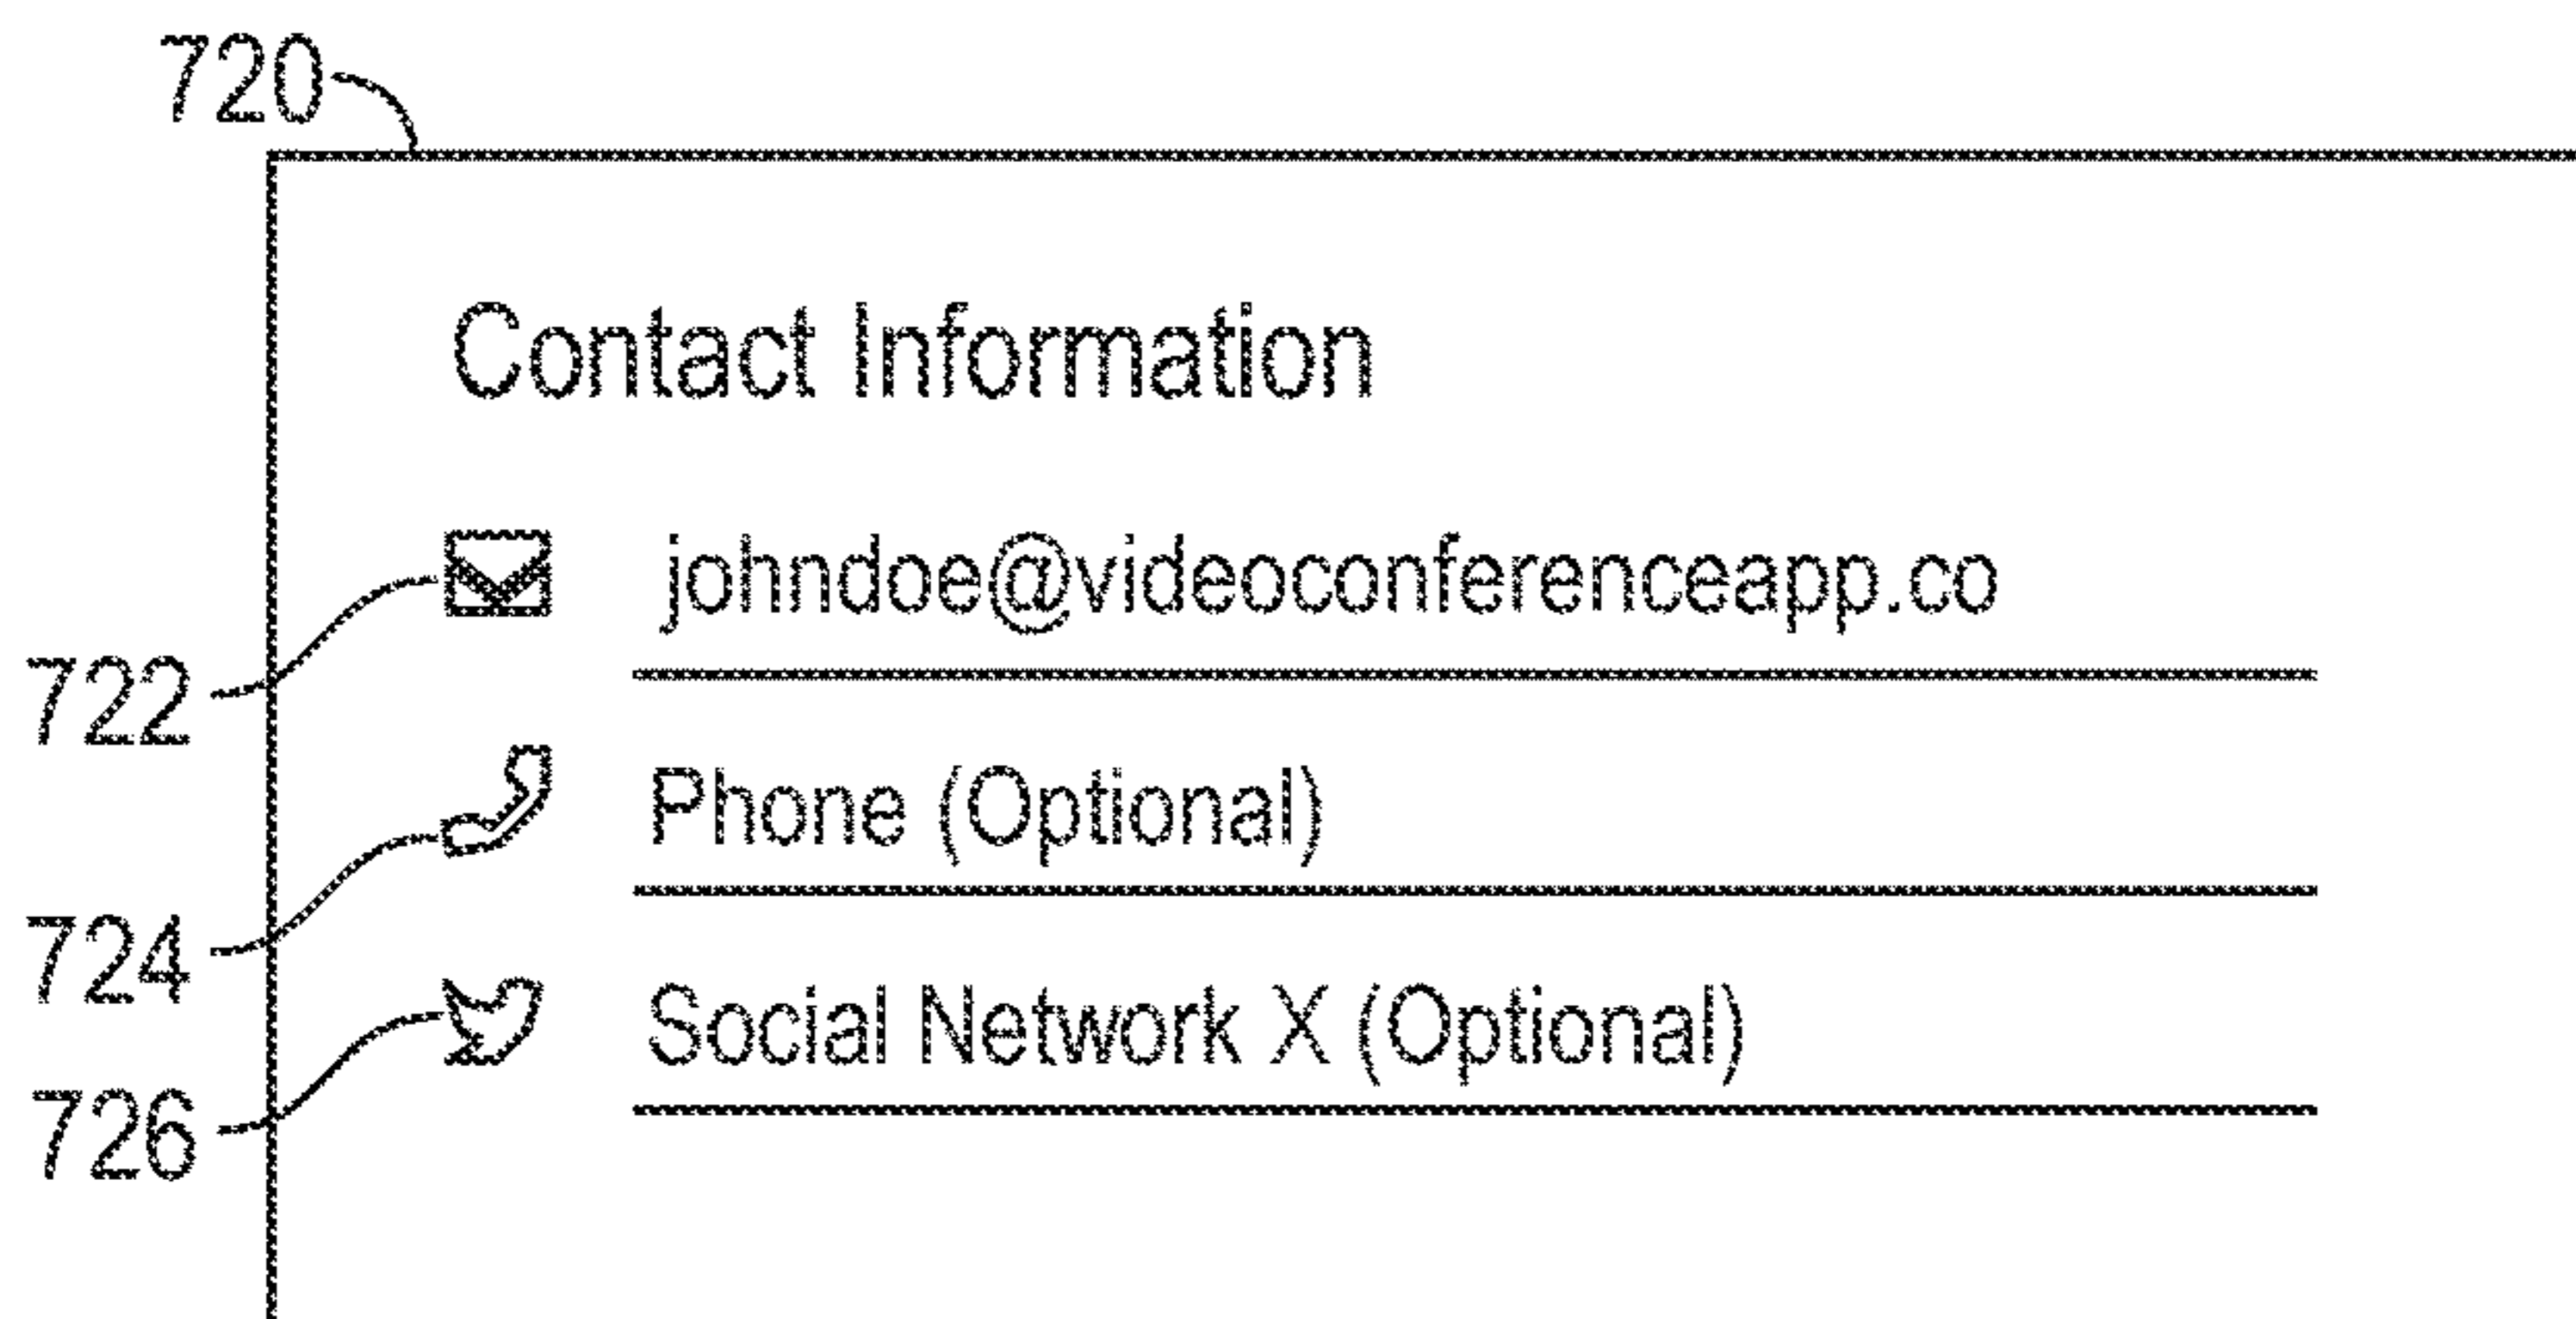 720
Contact Information
johndoe@videoconferenceapp.co
722
Phone (Optional)
724
Social Network X (Optional)
726